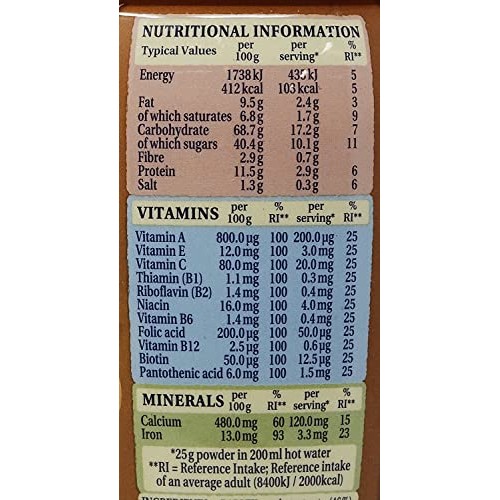 NUTRITIONAL INFORMATION
Typical Values per 100g per serving* % RI**
Energy 1738kJ 435kJ 5
412kcal 103kcal 5
Fat 9.5g 2.4g 3
of which saturates 6.8g 1.7g 9
Carbohydrate 68.7g 17.2g 7
of which sugars 40.4g 10.1g 11
Fibre 2.9g 0.7g
Protein 11.5g 2.9g 6
Salt 1.3g 0.3g 6
VITAMINS per 100g % RI** per serving* % RI**
Vitamin A 800.0µg 100 200.0µg 25
Vitamin E 12.0mg 100 3.0mg 25
Vitamin C 80.0mg 100 20.0mg 25
Thiamin (B1) 1.1mg 100 0.3mg 25
Riboflavin (B2) 1.4mg 100 0.4mg 25
Niacin 16.0mg 100 4.0mg 25
Vitamin B6 1.4mg 100 0.4mg 25
Folic acid 200.0µg 100 50.0µg 25
Vitamin B12 2.5µg 100 0.6µg 25
Biotin 50.0µg 100 12.5µg 25
Pantothenic acid 6.0mg 100 1.5mg 25
MINERALS per 100g % RI** per serving* % RI**
Calcium 480.0mg 60 120.0mg 15
Iron 13.0mg 93 3.3mg 23
*25g powder in 200ml hot water
**RI = Reference Intake; Reference intake
of an average adult (8400kJ / 2000kcal)